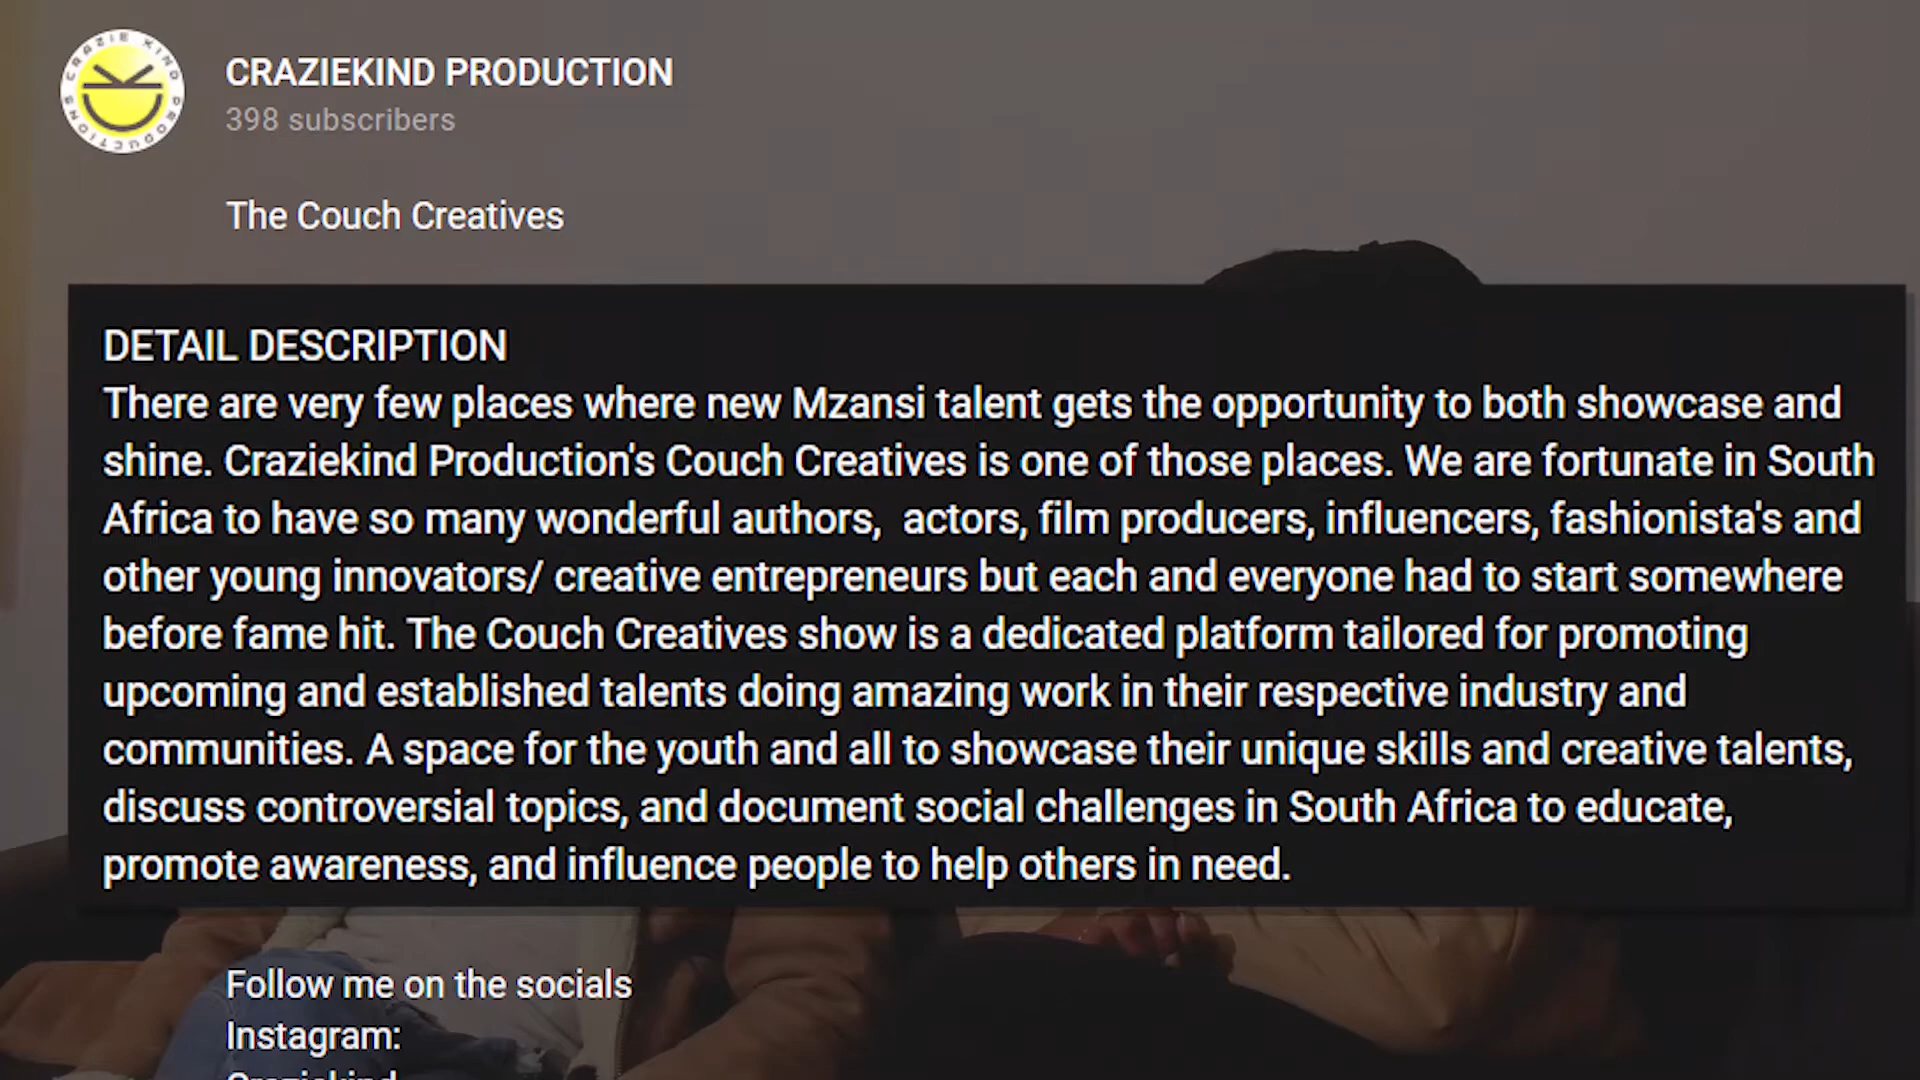 CRAZIE KIND PRODUCTIONS
CRAZIEKIND PRODUCTION
398 subscribers
The Couch Creatives
DETAIL DESCRIPTION
There are very few places where new Mzansi talent gets the opportunity to both showcase and
shine. Craziekind Production's Couch Creatives is one of those places. We are fortunate in South
Africa to have so many wonderful authors,  actors, film producers, influencers, fashionista's and
other young innovators/ creative entrepreneurs but each and everyone had to start somewhere
before fame hit. The Couch Creatives show is a dedicated platform tailored for promoting
upcoming and established talents doing amazing work in their respective industry and
communities. A space for the youth and all to showcase their unique skills and creative talents,
discuss controversial topics, and document social challenges in South Africa to educate,
promote awareness, and influence people to help others in need.
Follow me on the socials
Instagram:
Craziekind